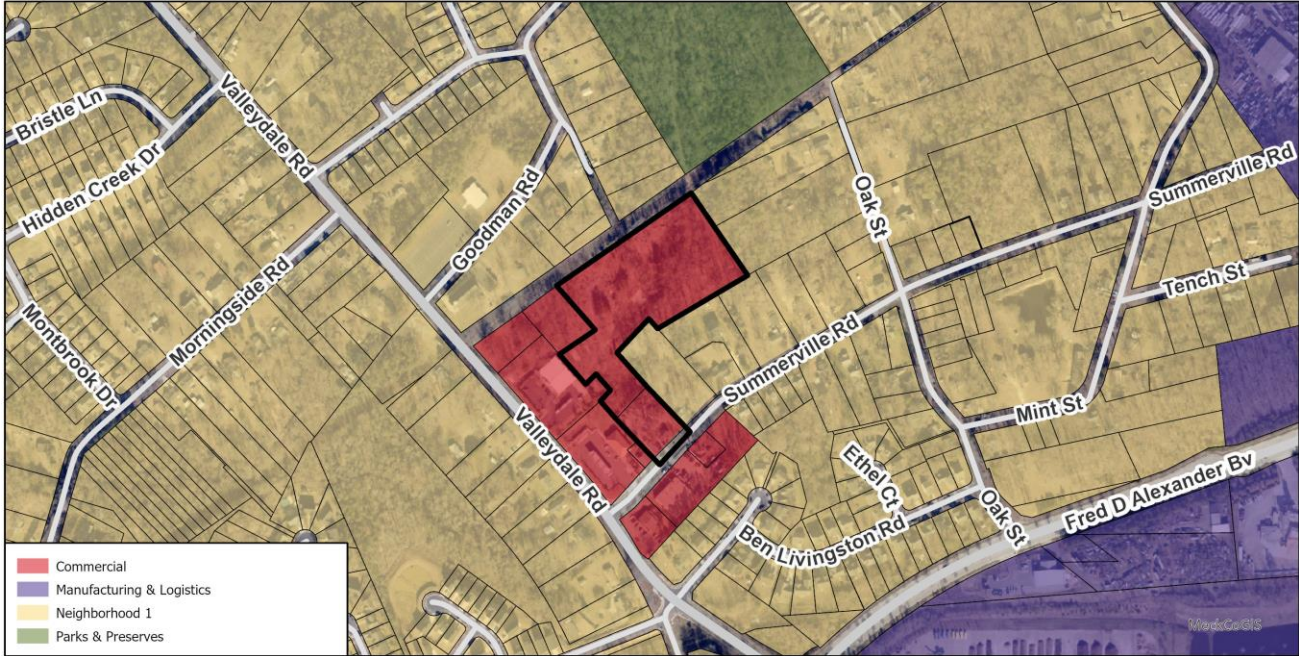 Bristle Ln
Hidden Creek Dr
Valleydale Rd
Goodman Rd
Morningside Rd
Montbrook Dr
Oak St
Summerville Rd
Tench St
Summerville Rd
Mint St
Valleydale Rd
Ethel Ct
Ben Livingston Rd
Oak St
Fred D Alexander Bv
Commercial
Manufacturing & Logistics
Neighborhood 1
Parks & Preserves
MeckCoGIS